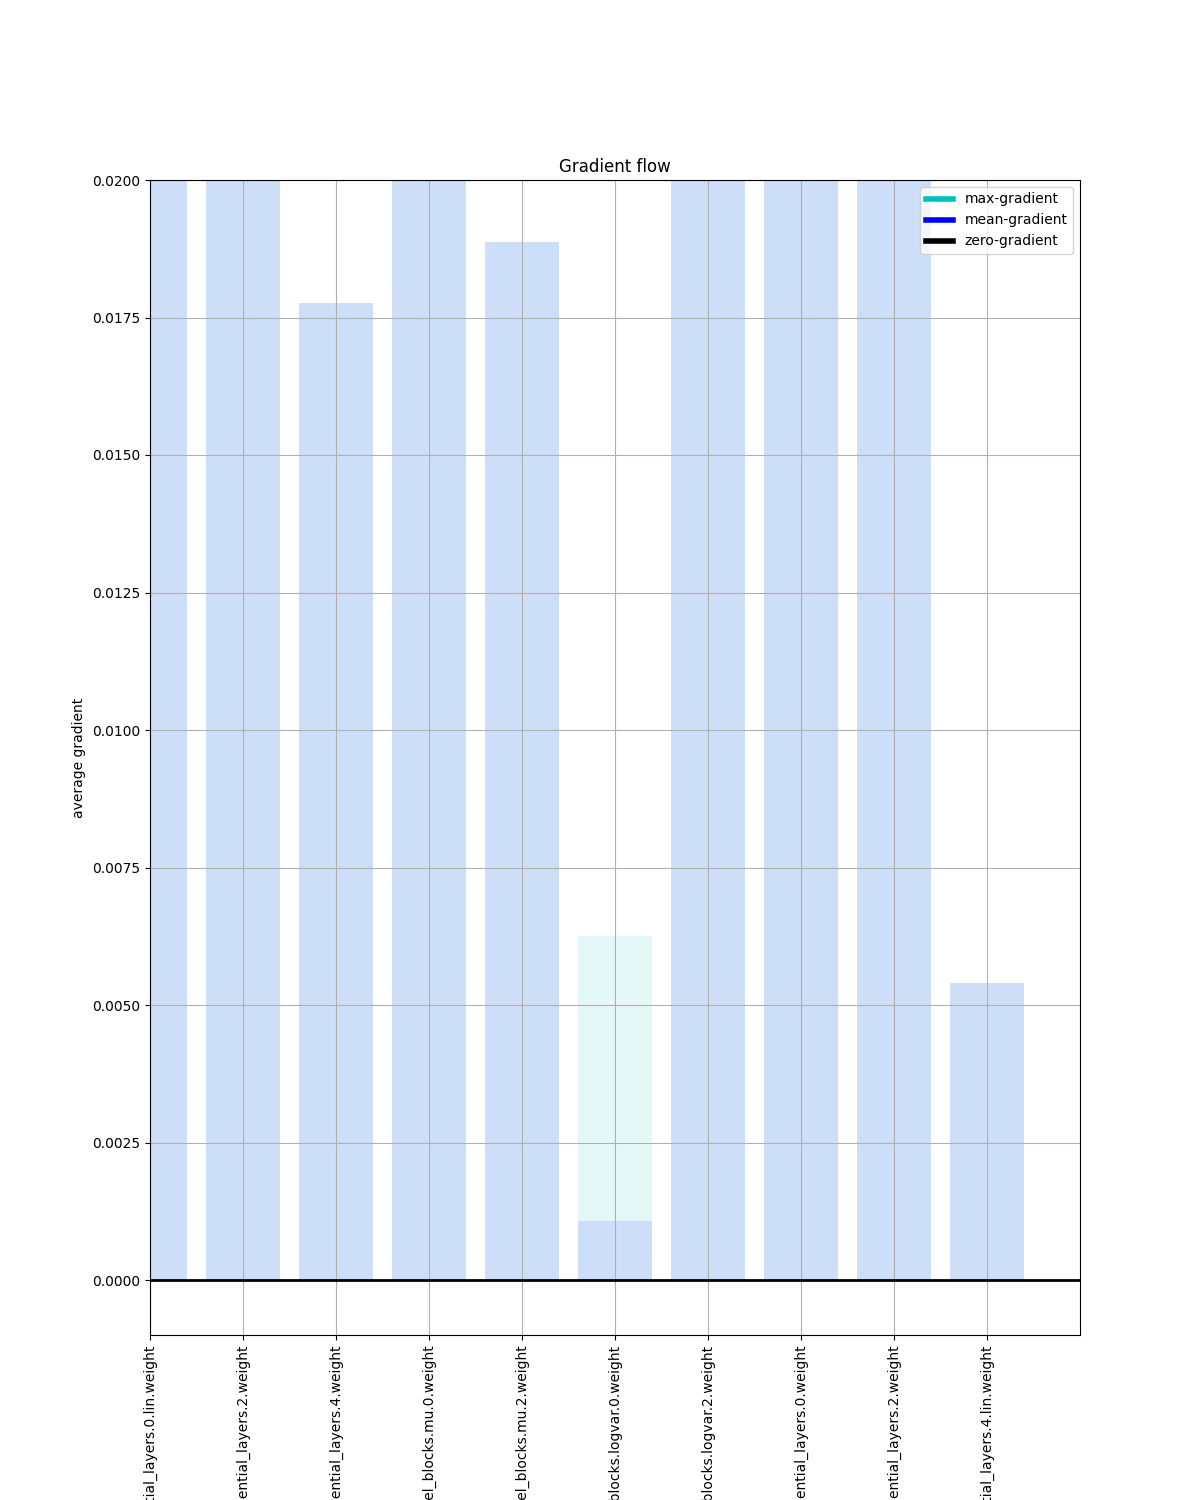 Gradient flow
max-gradient
mean-gradient
zero-gradient
0.0200
0.0175
0.0150
0.0125
0.0100
0.0075
0.0050
0.0025
0.0000
average gradient
tial_layers.0.lin.weight
ential_layers.2.weight
ential_layers.4.weight
el_blocks.mu.0.weight
el_blocks.mu.2.weight
blocks.logvar.0.weight
blocks.logvar.2.weight
ential_layers.0.weight
ential_layers.2.weight
tial_layers.4.lin.weight